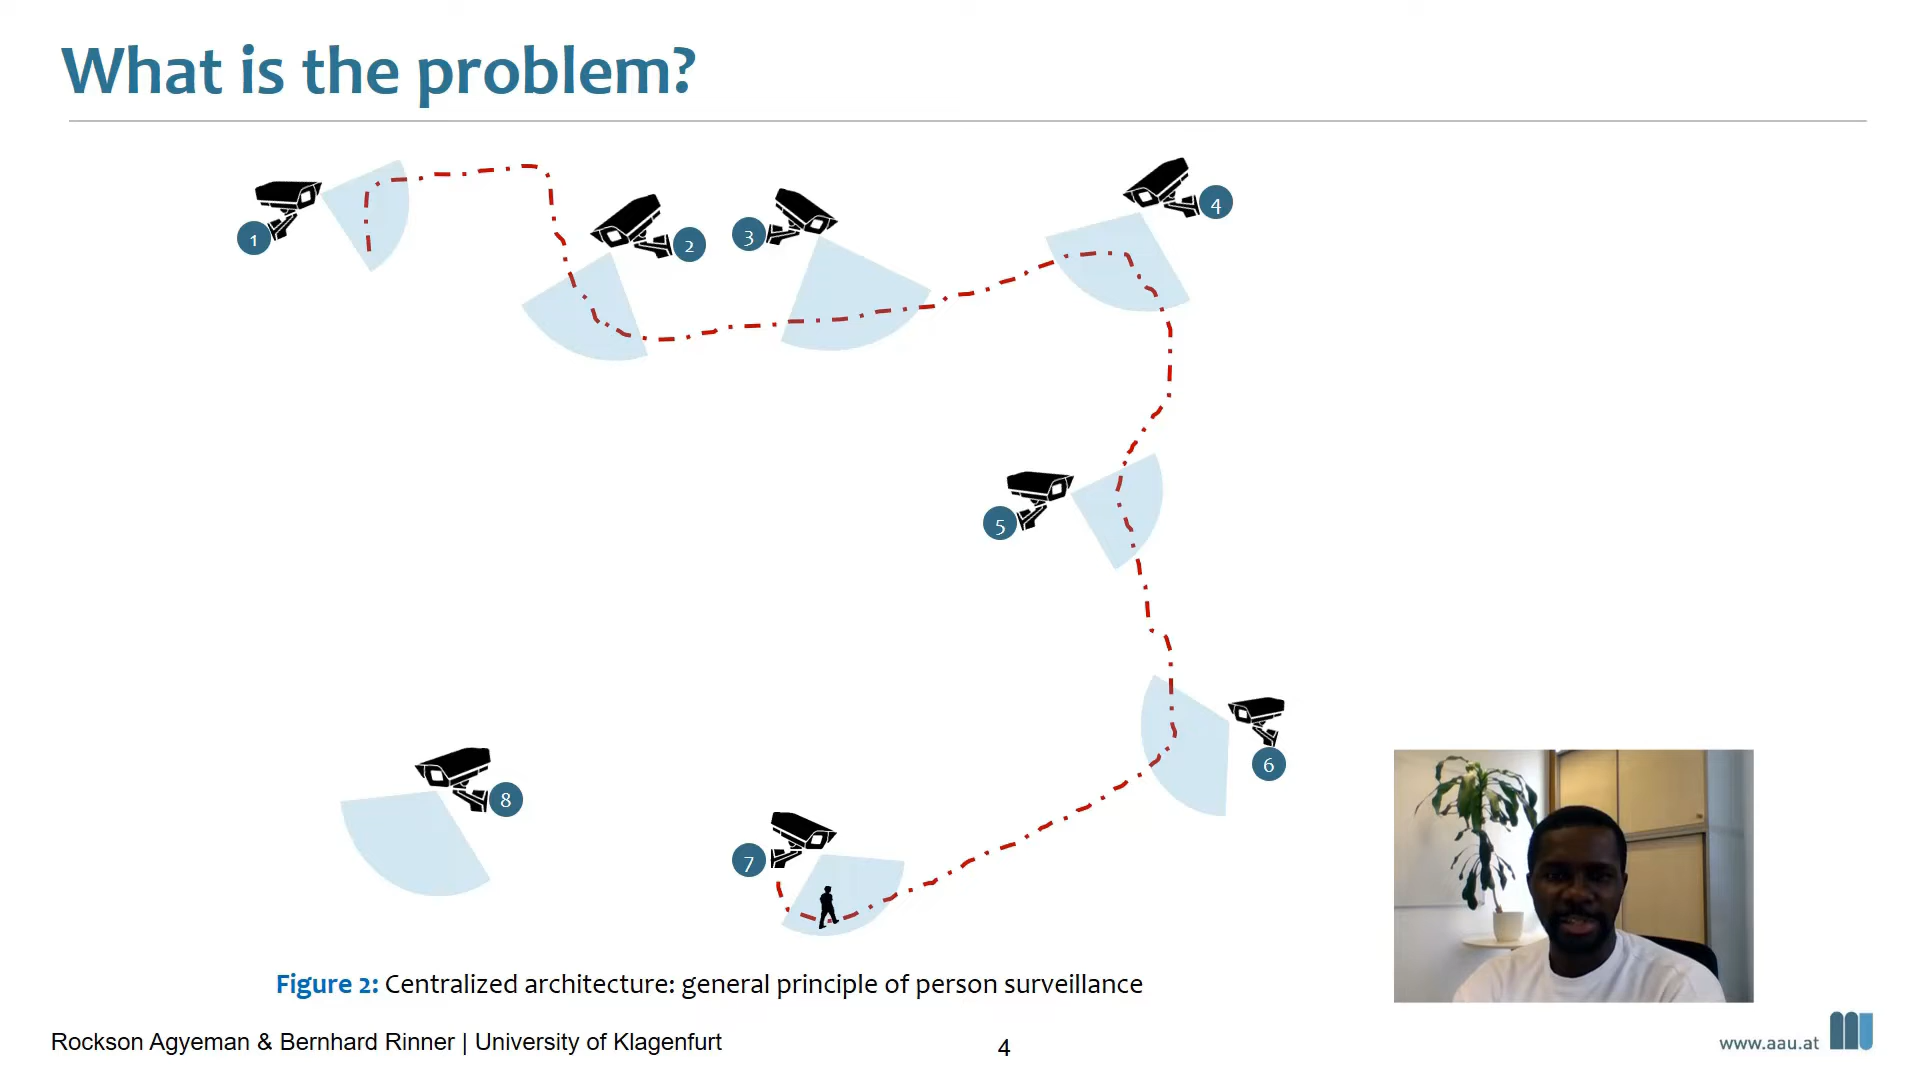 What is the problem?
1
2
3
4
5
6
7
8
Figure 2: Centralized architecture: general principle of person surveillance
Rockson Agyeman & Bernhard Rinner | University of Klagenfurt
4
www.aau.at